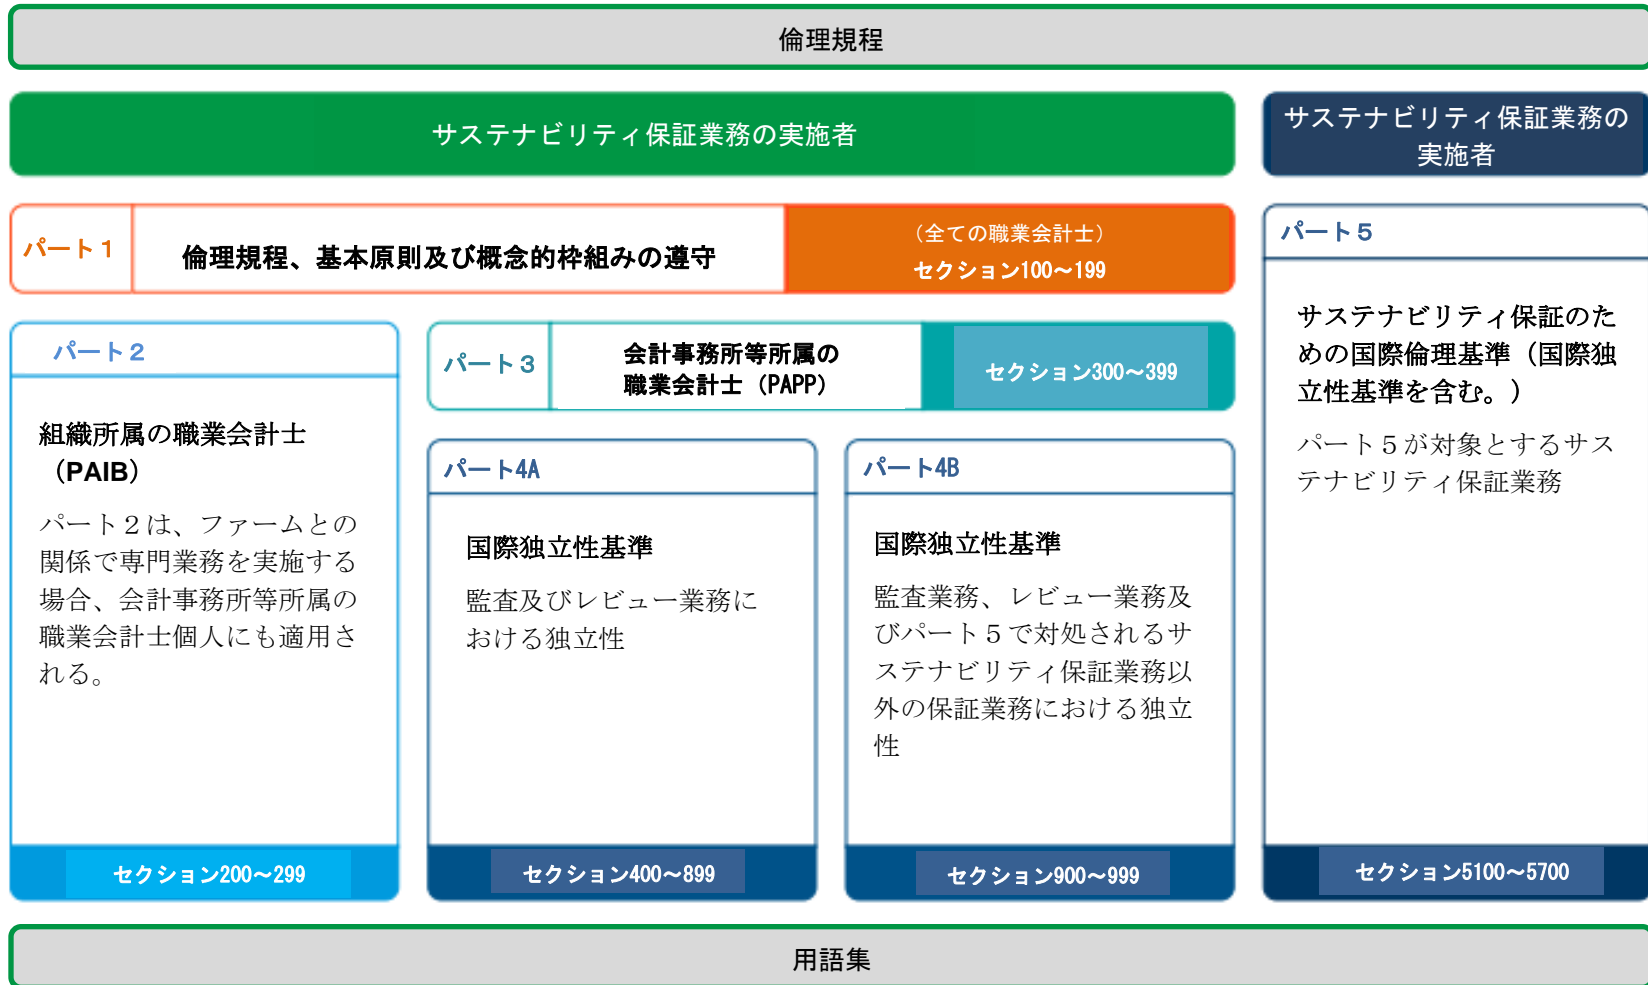 倫理規程
サステナビリティ保証業務の実施者
サステナビリティ保証業務の
実施者
パート1
倫理規程、基本原則及び概念的枠組みの遵守
（全ての職業会計士）
セクション100～199
パート2
組織所属の職業会計士
（PAIB）
パート２は、ファームとの
関係で専門業務を実施する
場合、会計事務所等所属の
職業会計士個人にも適用さ
れる。
セクション200～299
パート3
会計事務所等所属の
職業会計士（PAPP）
セクション300～399
パート4A
国際独立性基準
監査及びレビュー業務に
おける独立性
セクション400～899
パート4B
国際独立性基準
監査業務、レビュー業務及
びパート５で対処されるサ
ステナビリティ保証業務以
外の保証業務における独立
性
セクション900～999
パート5
サステナビリティ保証のた
めの国際倫理基準（国際独
立性基準を含む。）
パート５が対象とするサス
テナビリティ保証業務
セクション5100～5700
用語集